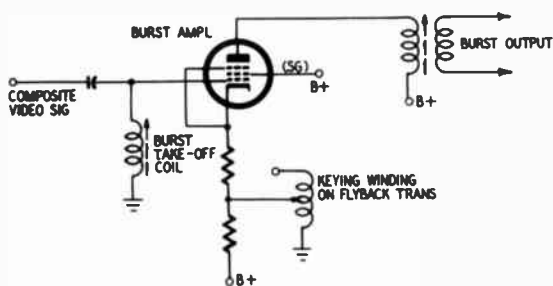 BURST AMPL
(SG)
B+
BURST OUTPUT
B+
COMPOSITE
VIDEO SIG
BURST
TAKE-OFF
COIL
KEYING WINDING
ON FLYBACK TRANS
B+